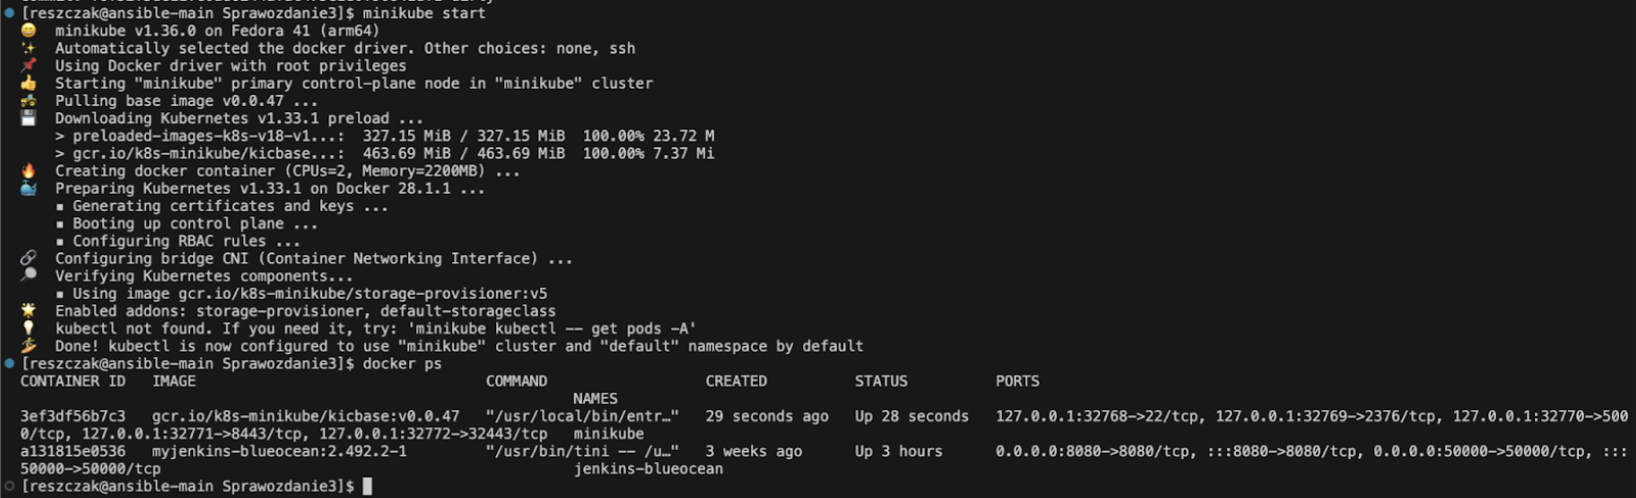 [reszczak@ansible-main Sprawozdanie3]$ minikube start
😄  minikube v1.36.0 on Fedora 41 (arm64)
✨  Automatically selected the docker driver. Other choices: none, ssh
📌  Using Docker driver with root privileges
👍  Starting "minikube" primary control-plane node in "minikube" cluster
🚜  Pulling base image v0.0.47 ...
💾  Downloading Kubernetes v1.33.1 preload ...
    > preloaded-images-k8s-v18-v1...:  327.15 MiB / 327.15 MiB  100.00% 23.72 M
    > gcr.io/k8s-minikube/kicbase...:  463.69 MiB / 463.69 MiB  100.00% 7.37 Mi
🔥  Creating docker container (CPUs=2, Memory=2200MB) ...
🐳  Preparing Kubernetes v1.33.1 on Docker 28.1.1 ...
    ▪ Generating certificates and keys ...
    ▪ Booting up control plane ...
    ▪ Configuring RBAC rules ...
🔗  Configuring bridge CNI (Container Networking Interface) ...
🔎  Verifying Kubernetes components...
    ▪ Using image gcr.io/k8s-minikube/storage-provisioner:v5
🌟  Enabled addons: storage-provisioner, default-storageclass
💡  kubectl not found. If you need it, try: 'minikube kubectl -- get pods -A'
🏄  Done! kubectl is now configured to use "minikube" cluster and "default" namespace by default
[reszczak@ansible-main Sprawozdanie3]$ docker ps
CONTAINER ID   IMAGE                                 COMMAND                  CREATED          STATUS          PORTS
                                                               NAMES
3ef3df56b7c3   gcr.io/k8s-minikube/kicbase:v0.0.47   "/usr/local/bin/entr…"   29 seconds ago   Up 28 seconds   127.0.0.1:32768->22/tcp, 127.0.0.1:32769->2376/tcp, 127.0.0.1:32770->500
0/tcp, 127.0.0.1:32771->8443/tcp, 127.0.0.1:32772->32443/tcp   minikube
a131815e0536   myjenkins-blueocean:2.492.2-1         "/usr/bin/tini -- /u…"   3 weeks ago      Up 3 hours      0.0.0.0:8080->8080/tcp, :::8080->8080/tcp, 0.0.0.0:50000->50000/tcp, :::
50000->50000/tcp                                               jenkins-blueocean
[reszczak@ansible-main Sprawozdanie3]$